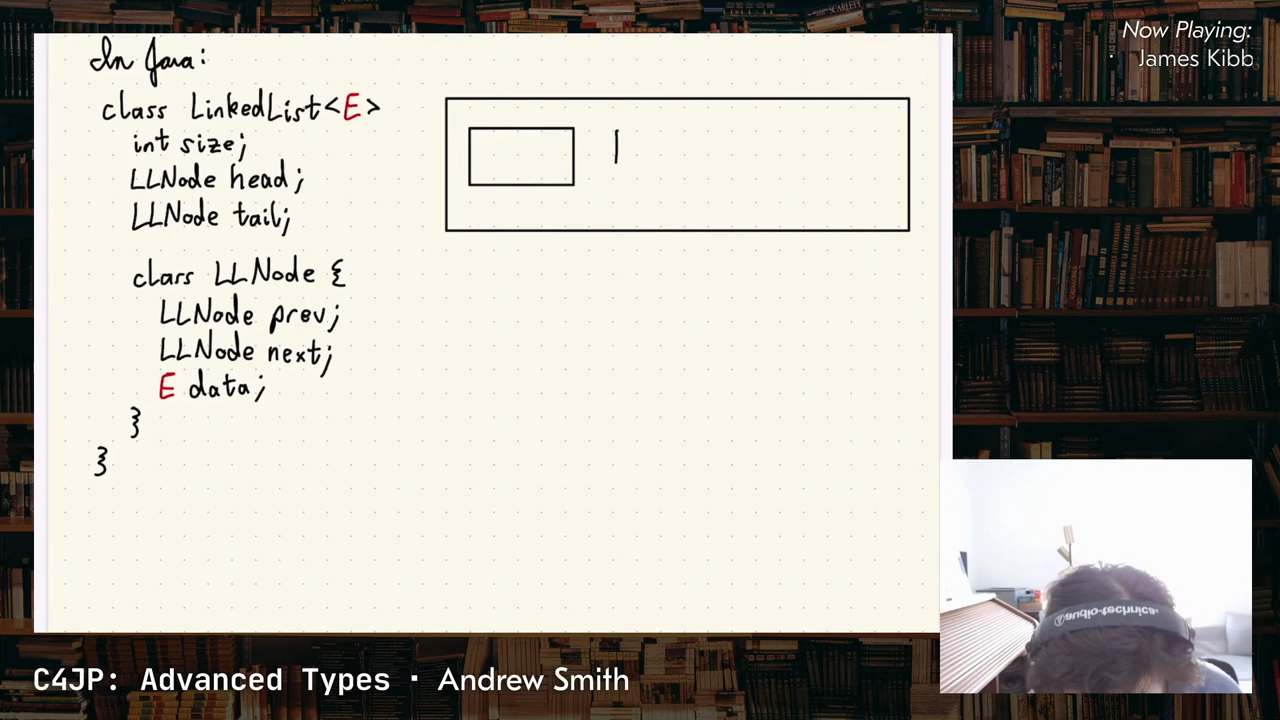 In Java:
class LinkedList<E>
int size;
LLNode head;
LLNode tail;
class LLNode {
LLNode prev;
LLNode next;
E data;
}
}
Now Playing:
· James Kibb
audio-technica
C4JP: Advanced Types · Andrew Smith